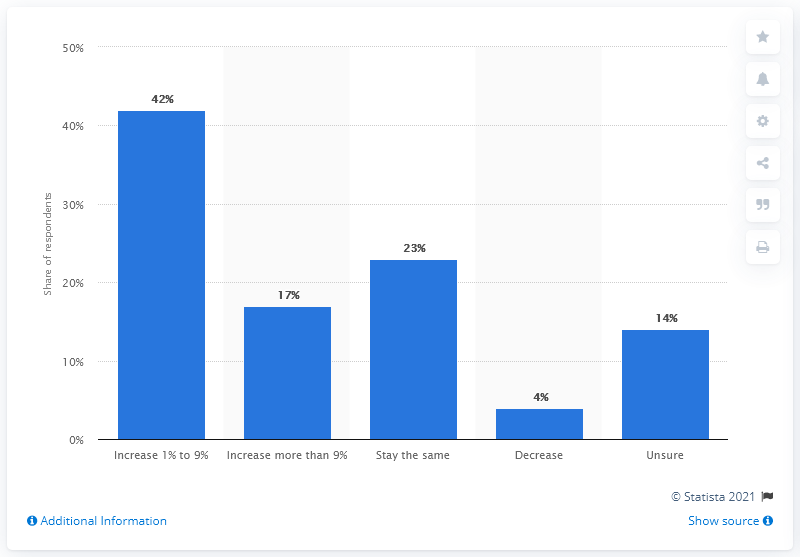 50%
42%
40%
Share of respondents
30%
23%
20%
17%
14%
10%
4%
0%
Increase 1% to 9%
Increase more than 9%
Stay the same
Decrease
Unsure
© Statista 2021
Additional Information
Show source